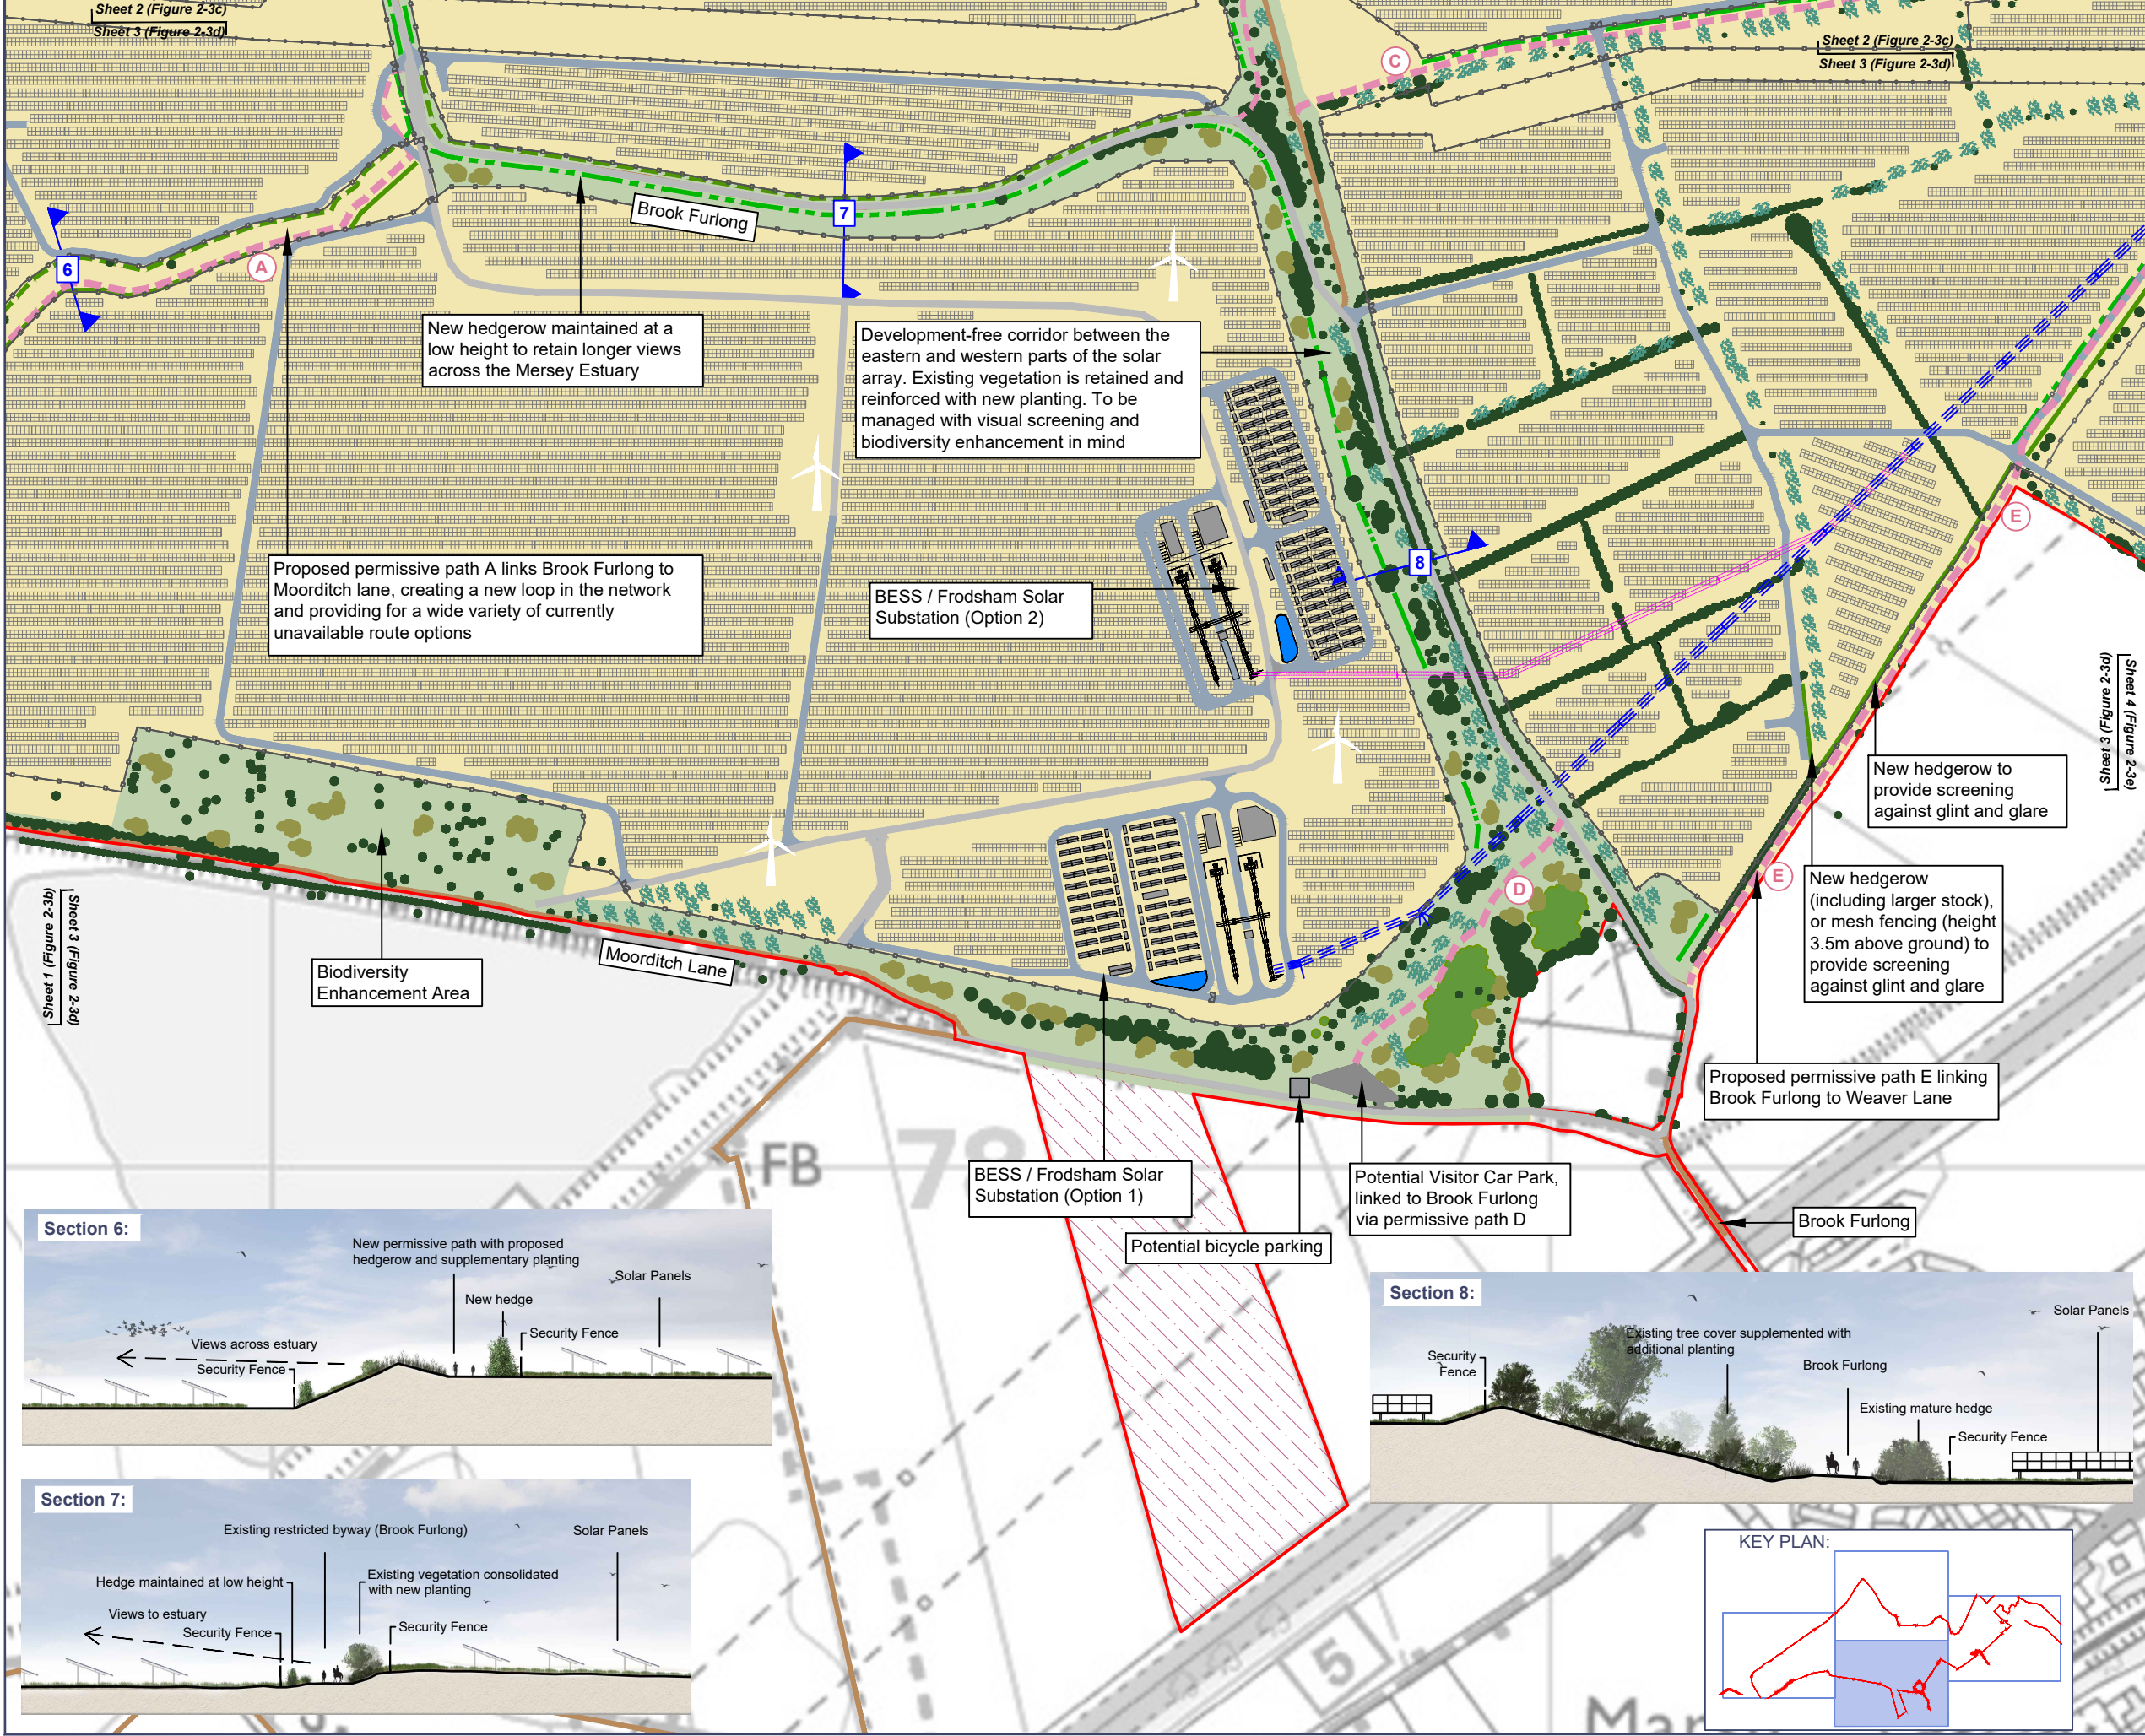 Sheet 2 (Figure 2-3c)
Sheet 3 (Figure 2-3d)
Sheet 2 (Figure 2-3c)
Sheet 3 (Figure 2-3d)
C
7
Brook Furlong
6
A
New hedgerow maintained at a
low height to retain longer views
across the Mersey Estuary
Development-free corridor between the
eastern and western parts of the solar
array. Existing vegetation is retained and
reinforced with new planting. To be
managed with visual screening and
biodiversity enhancement in mind
E
8
Proposed permissive path A links Brook Furlong to
Moorditch lane, creating a new loop in the network
and providing for a wide variety of currently
unavailable route options
BESS / Frodsham Solar
Substation (Option 2)
Sheet 3 (Figure 2-3d)
Sheet 4 (Figure 2-3e)
New hedgerow to
provide screening
against glint and glare
E
D
New hedgerow
(including larger stock),
or mesh fencing (height
3.5m above ground) to
provide screening
against glint and glare
Sheet 1 (Figure 2-3b)
Sheet 3 (Figure 2-3d)
Biodiversity
Enhancement Area
Moorditch Lane
Proposed permissive path E linking
Brook Furlong to Weaver Lane
FB
78
BESS / Frodsham Solar
Substation (Option 1)
Potential Visitor Car Park,
linked to Brook Furlong
via permissive path D
Potential bicycle parking
Brook Furlong
Section 6:
New permissive path with proposed
hedgerow and supplementary planting
Solar Panels
New hedge
Security Fence
Views across estuary
Security Fence
Section 8:
Solar Panels
Existing tree cover supplemented with
additional planting
Security
Fence
Brook Furlong
Existing mature hedge
Security Fence
Section 7:
Existing restricted byway (Brook Furlong)
Solar Panels
Hedge maintained at low height
Existing vegetation consolidated
with new planting
Views to estuary
Security Fence
Security Fence
5
KEY PLAN: